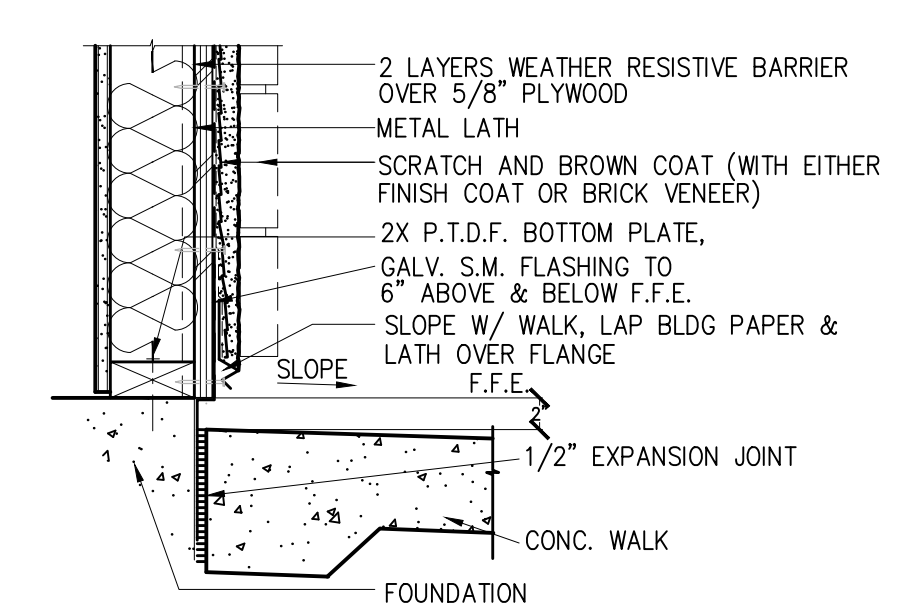 2 LAYERS WEATHER RESISTIVE BARRIER
OVER 5/8" PLYWOOD
METAL LATH
SCRATCH AND BROWN COAT (WITH EITHER
FINISH COAT OR BRICK VENEER)
2X P.T.D.F. BOTTOM PLATE,
GALV. S.M. FLASHING TO
6" ABOVE & BELOW F.F.E.
SLOPE W/ WALK, LAP BLDG PAPER &
LATH OVER FLANGE
SLOPE
F.F.E.
2"
1/2" EXPANSION JOINT
CONC. WALK
FOUNDATION